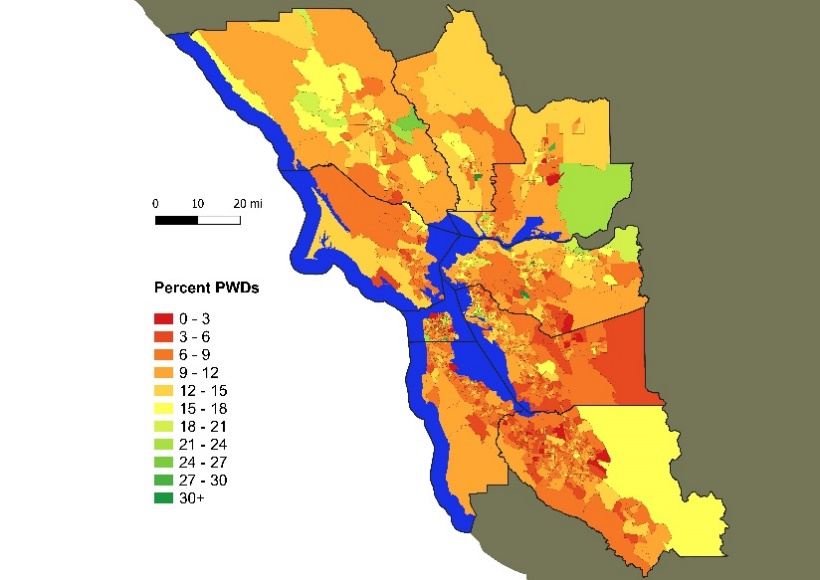 0 10 20 mi
Percent PWDs
0 - 3
3 - 6
6 - 9
9 - 12
12 - 15
15 - 18
18 - 21
21 - 24
24 - 27
27 - 30
30+